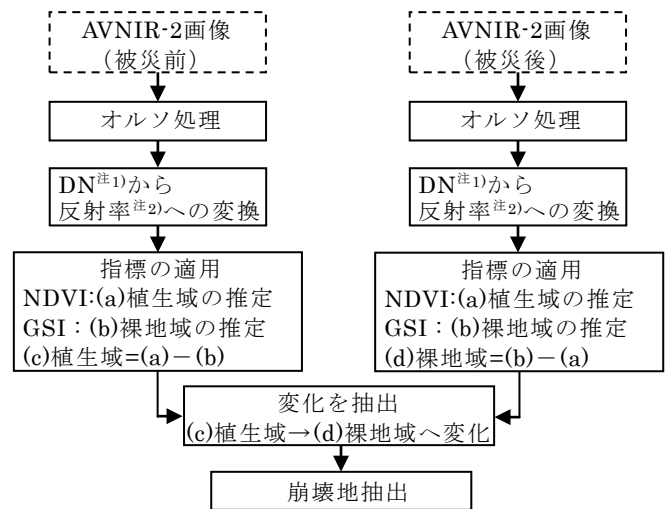 AVNIR-2画像
（被災前）
オルソ処理
DN注1)から
反射率注2)への変換
指標の適用
NDVI:(a)植生域の推定
GSI：(b)裸地域の推定
(c)植生域=(a)－(b)
AVNIR-2画像
（被災後）
オルソ処理
DN注1)から
反射率注2)への変換
指標の適用
NDVI:(a)植生域の推定
GSI：(b)裸地域の推定
(d)裸地域=(b)－(a)
変化を抽出
(c)植生域→(d)裸地域へ変化
崩壊地抽出